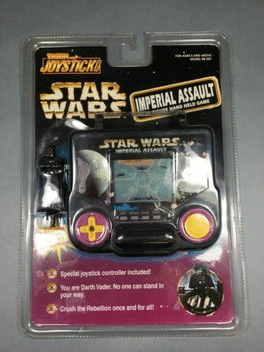 TIGER
JOYSTICK
FOR AGES 5 AND ABOVE
STAR
WARS
IMPERIAL ASSAULT
HAND HELD GAME
STAR WARS
IMPERIAL ASSAULT
Special joystick controller included!
You are Darth Vader. No one can stand in
your way.
Crush the Rebellion once and for all!